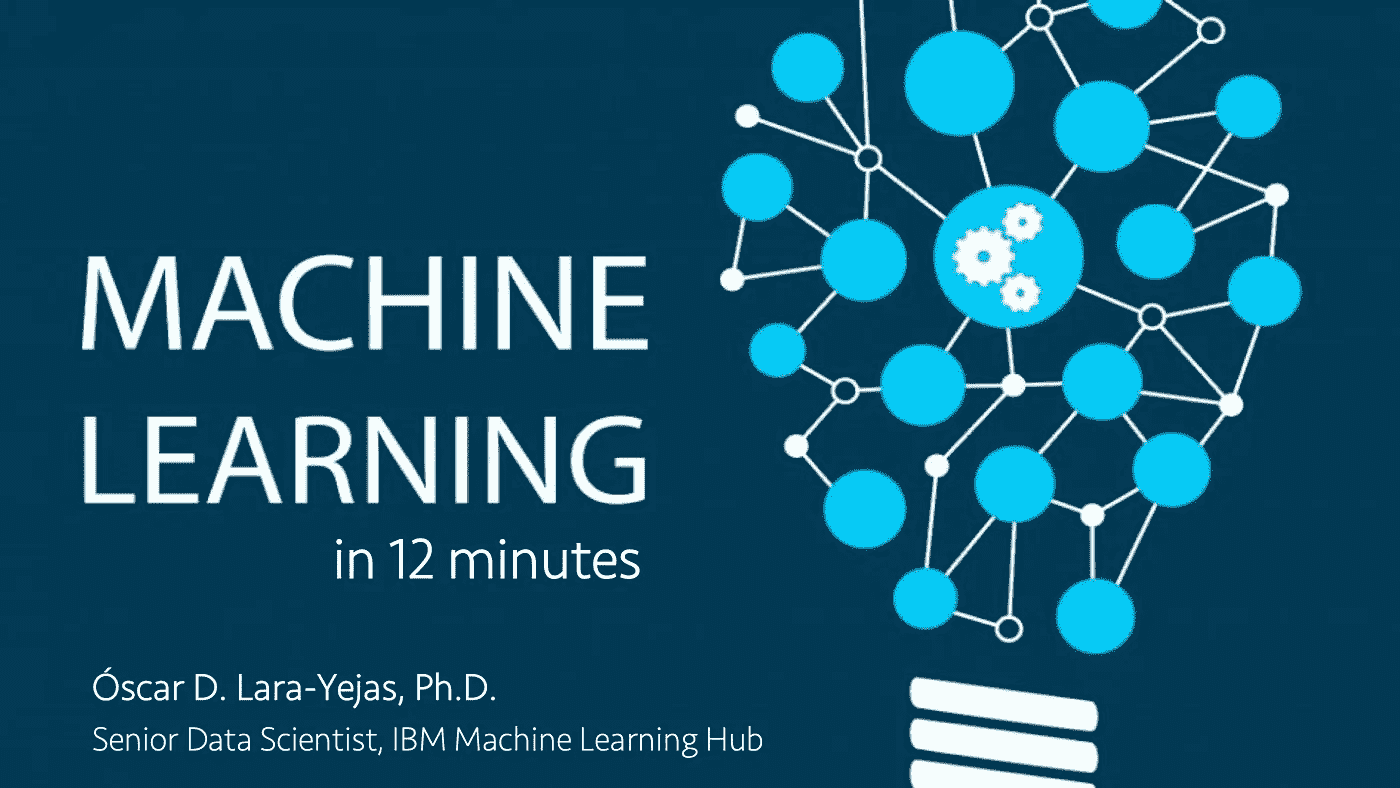 MACHINE
LEARNING
in 12 minutes
Óscar D. Lara-Yejas, Ph.D.
Senior Data Scientist, IBM Machine Learning Hub